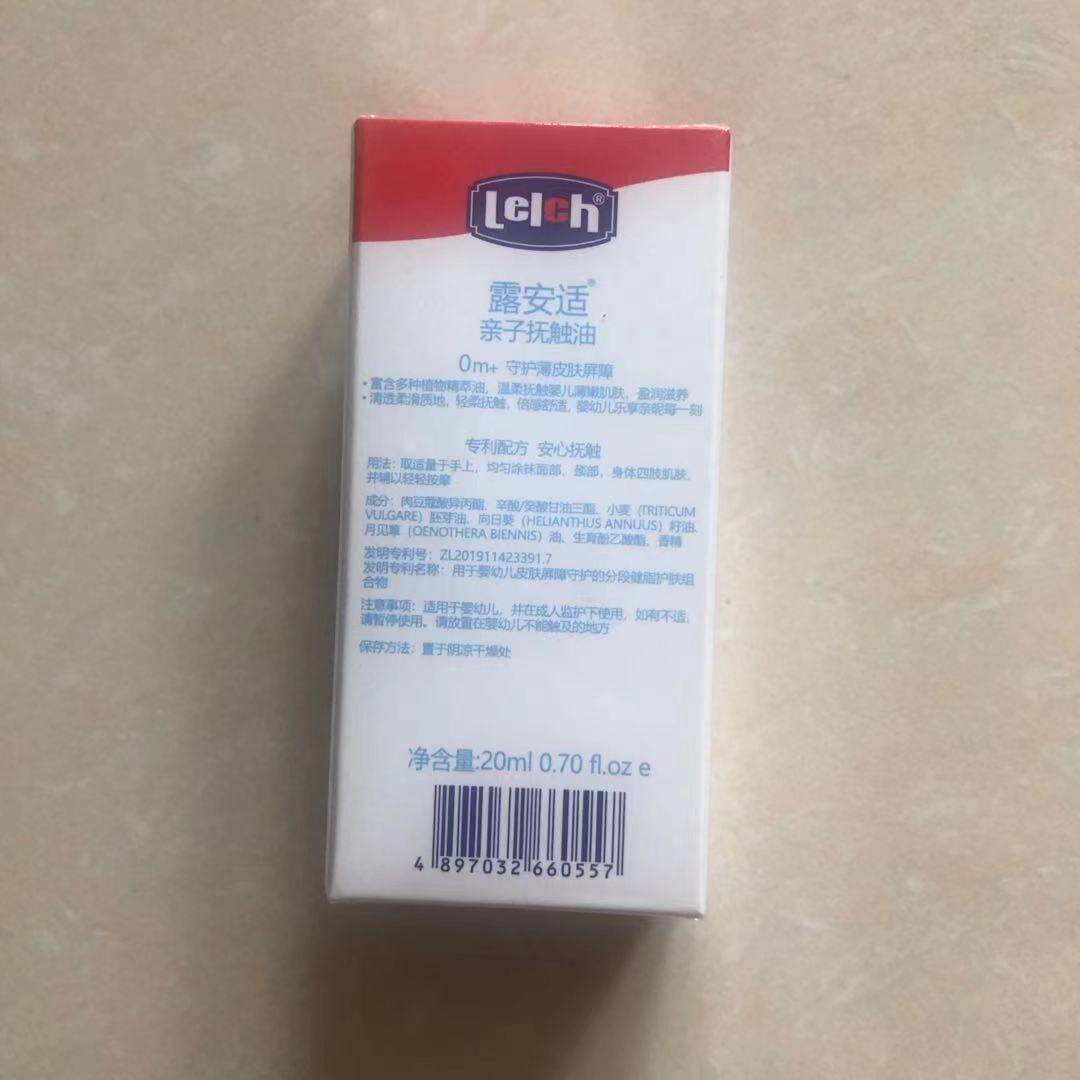 Lelch®
露安适®
亲子抚触油
0m+ 守护薄皮肤屏障
• 富含多种植物精萃油，温柔抚触婴儿薄嫩肌肤，盈润滋养
• 清透柔滑质地，轻柔抚触，倍感舒适，婴幼儿乐享亲昵每一刻
专利配方 安心抚触
用法：取适量于手上，均匀涂抹面部、颈部，身体四肢肌肤，
并辅以轻轻按摩
成分：肉豆蔻酸异丙酯、辛酸/癸酸甘油三酯、小麦（TRITICUM
VULGARE）胚芽油、向日葵（HELIANTHUS ANNUUS）籽油、
月见草（OENOTHERA BIENNIS）油、生育酚乙酸酯、香精
发明专利号：ZL201911423391.7
发明专利名称：用于婴幼儿皮肤屏障守护的分段健脂护肤组
合物
注意事项：适用于婴幼儿，并在成人监护下使用，如有不适，
请暂停使用。请放置在婴幼儿不能触及的地方
保存方法：置于阴凉干燥处
净含量:20ml 0.70 fl.oz e
4 897032 660557